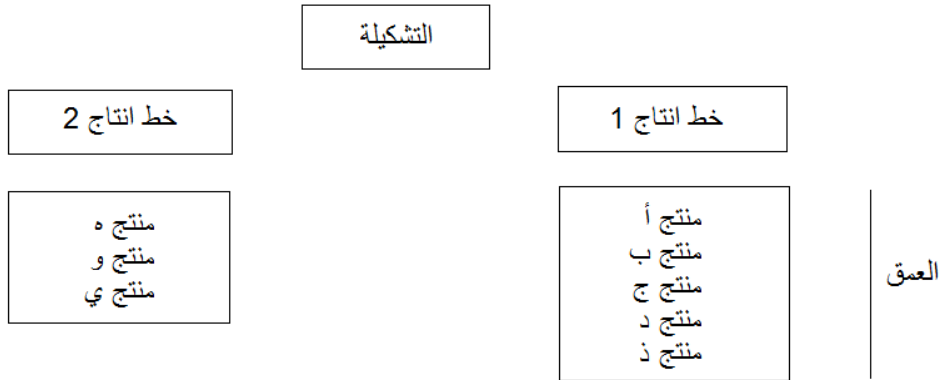 التشكيلة
خط انتاج 1
خط انتاج 2
منتج أ
منتج ب
منتج ج
منتج د
منتج ذ
منتج ه
منتج و
منتج ي
العمق